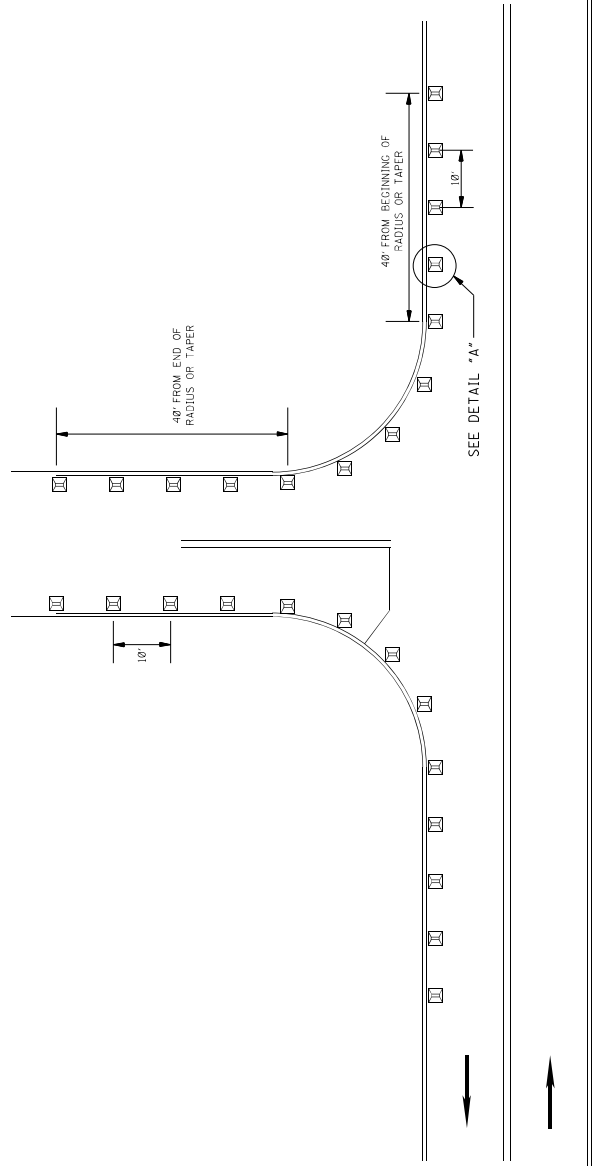 40' FROM BEGINNING OF
RADIUS OR TAPER
10'
SEE DETAIL "A"
40' FROM END OF
RADIUS OR TAPER
10'